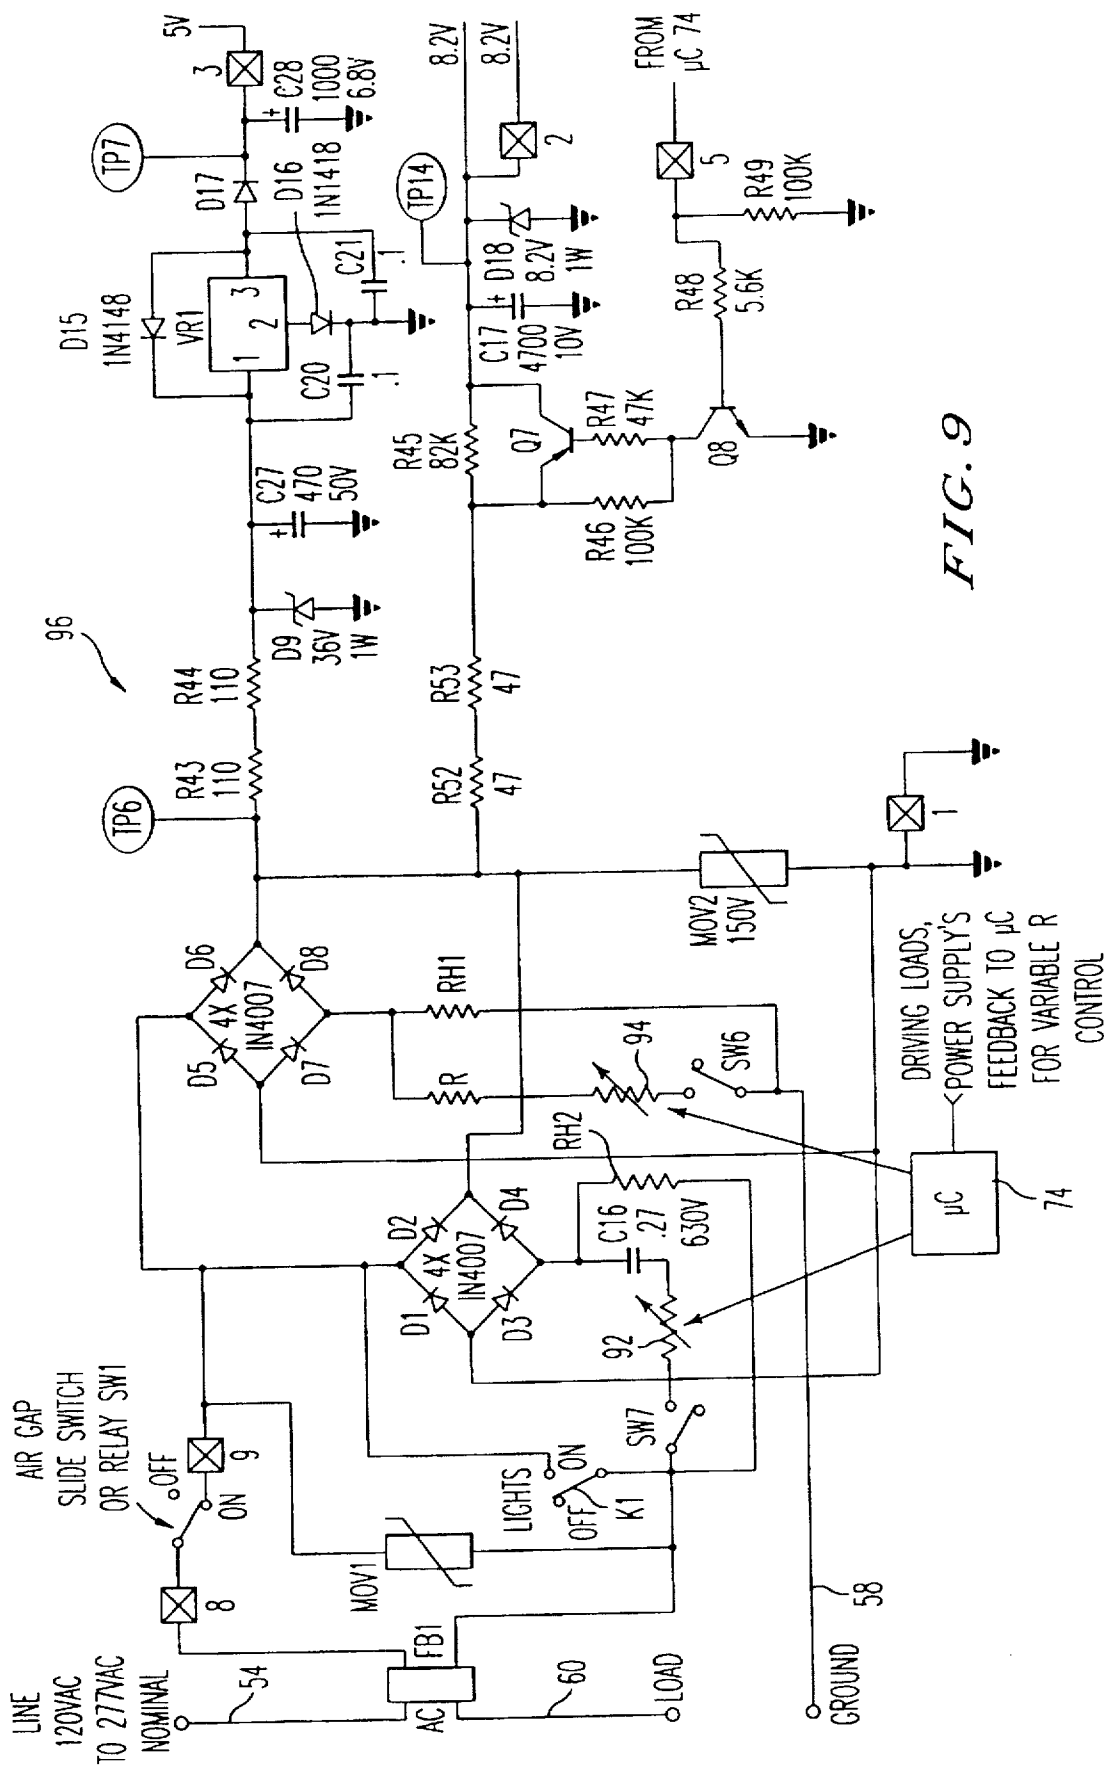 LINE
120VAC
TO 277VAC
NOMINAL
54
AC
FB1
60
LOAD
GROUND
58
8
AIR GAP
SLIDE SWITCH
OR RELAY SW1
OFF
ON
9
MOV1
LIGHTS
ON
OFF
K1
SW7
92
D1
D2
4X
IN4007
D3
D4
C16
.27
630V
RH2
µC
74
DRIVING LOADS,
POWER SUPPLY'S
FEEDBACK TO µC
FOR VARIABLE R
CONTROL
D5
D6
4X
IN4007
D7
D8
R
RH1
94
SW6
MOV2
150V
1
TP6
96
R43
110
R44
110
D9
36V
1W
C27
470
50V
D15
1N4148
VR1
1
2
3
C20
.1
C21
.1
D16
1N1418
D17
TP7
+
C28
1000
6.8V
3
5V
R52
47
R53
47
R45
82K
R46
100K
Q7
R47
47K
Q8
C17
4700
10V
+
D18
8.2V
1W
TP14
8.2V
8.2V
2
R48
5.6K
R49
100K
5
FROM
µC 74
+
FIG. 9